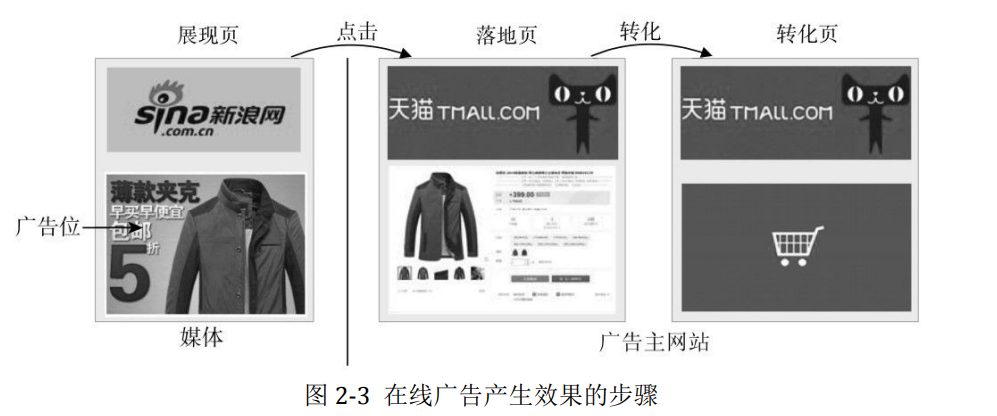 展现页
点击
落地页
转化
转化页
sina新浪网
.com.cn
天猫 TMALL.COM
天猫 TMALL.COM
广告位
薄款夹克
早买早便宜
包邮
5折
¥399.00
媒体
广告主网站
图 2-3 在线广告产生效果的步骤